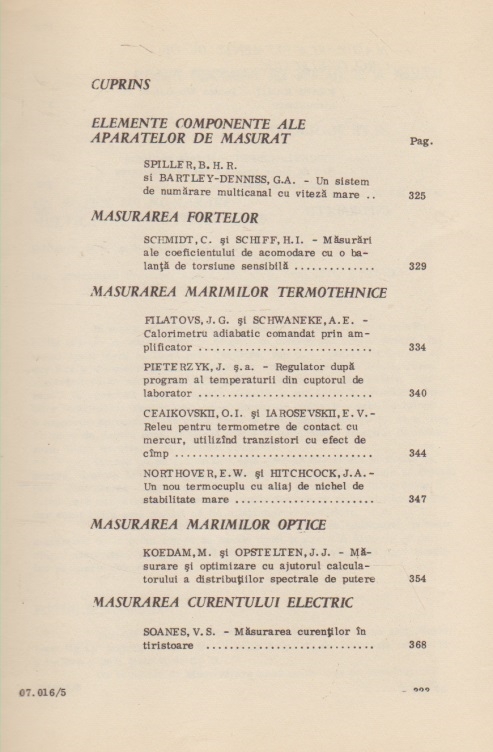 CUPRINS
ELEMENTE COMPONENTE ALE
APARATELOR DE MASURAT Pag.
SPILLER, B. H. R.
si BARTLEY-DENNISS, G.A. - Un sistem
de numărare multicanal cu viteză mare .. 325
MASURAREA FORTELOR
SCHMIDT, C. şi SCHIFF, H.I. - Măsurări
ale coeficientului de acomodare cu o ba-
lanţă de torsiune sensibilă .............. 329
MASURAREA MARIMILOR TERMOTEHNICE
FILATOVS, J. G. şi SCHWANEKE, A. E. -
Calorimetru adiabatic comandat prin am-
plificator .............................. 334
PIETERZYK, J. ş.a. - Regulator după
program al temperaturii din cuptorul de
laborator .............................. 340
CEAIKOVSKII, O.I. şi IAROSEVSKII, E. V. -
Releu pentru termometre de contact cu
mercur, utilizînd tranzistori cu efect de
cîmp .................................. 344
NORTHOVER, E.W. şi HITCHCOCK, J.A. -
Un nou termocuplu cu aliaj de nichel de
stabilitate mare ........................ 347
MASURAREA MARIMILOR OPTICE
KOEDAM, M. şi OPSTELTEN, J. J. - Mă-
surare şi optimizare cu ajutorul calcula-
torului a distribuţiilor spectrale de putere 354
MASURAREA CURENTULUI ELECTRIC
SOANES, V.S. - Măsurarea curenţilor în
tiristoare ............................. 368
07.016/5